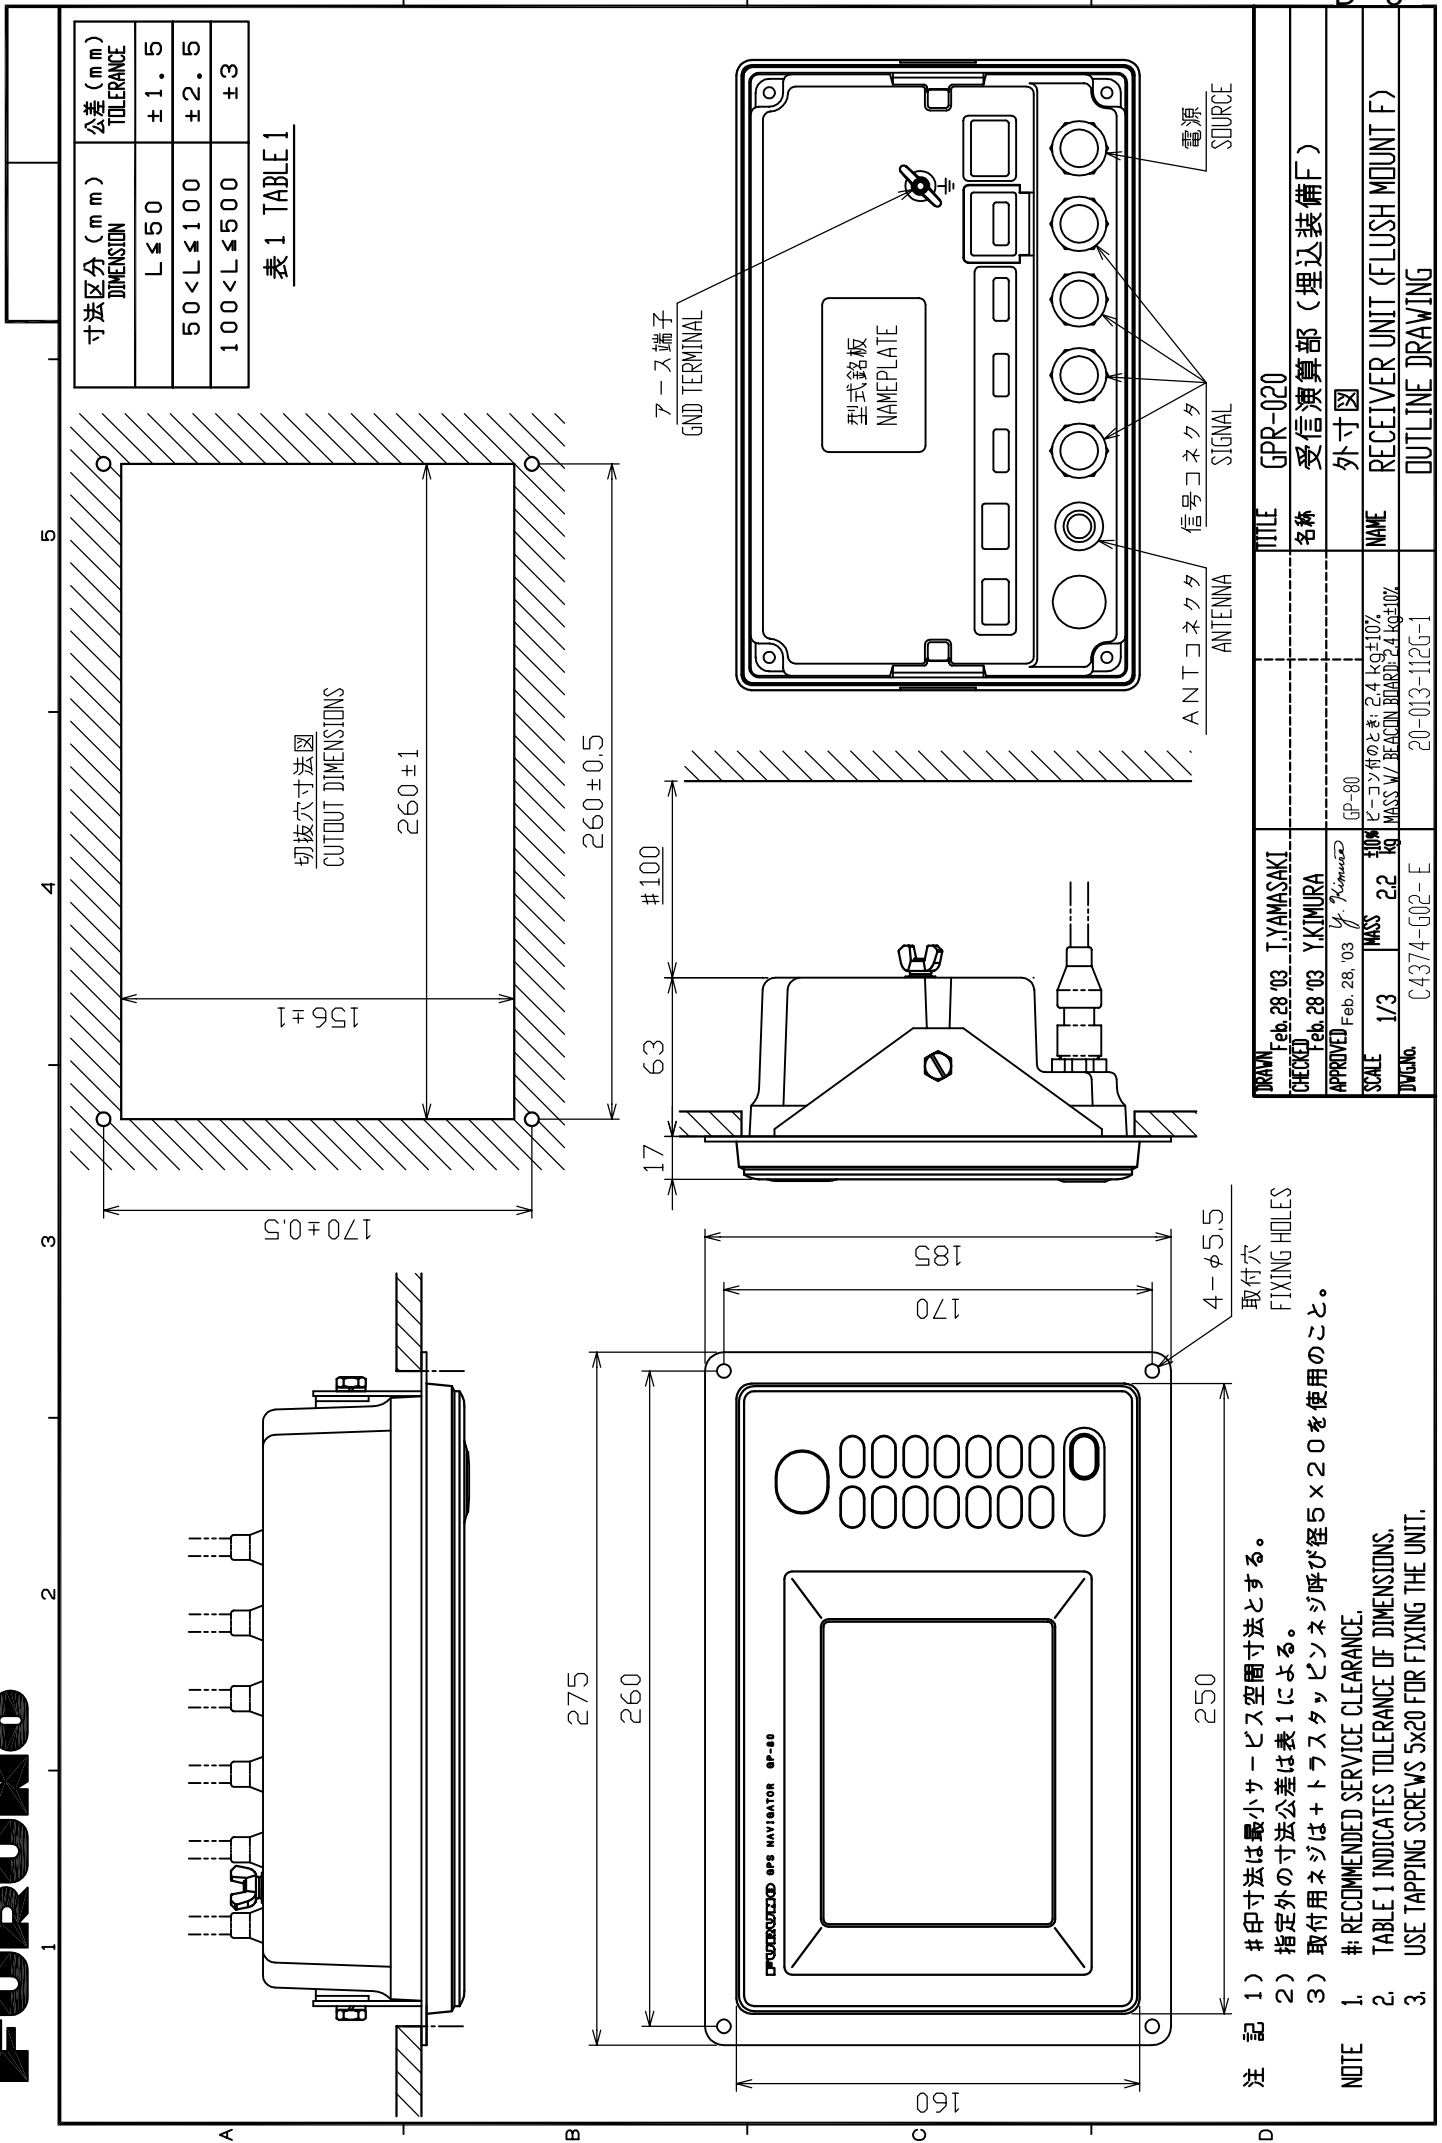 FURUNO
1
2
3
4
5
A
B
C
D
寸法区分 (mm)
DIMENSION
公差 (mm)
TOLERANCE
L≤50
±1.5
50<L≤100
±2.5
100<L≤500
±3
表1 TABLE 1
切抜穴寸法図
CUTOUT DIMENSIONS
260±1
260±0.5
156±1
170±0.5
#100
63
17
275
260
250
160
185
170
4-φ5.5
取付穴
FIXING HOLES
FURUNO GPS NAVIGATOR GP-80
アース端子
GND TERMINAL
型式銘板
NAMEPLATE
ANTコネクタ
ANTENNA
信号コネクタ
SIGNAL
電源
SOURCE
注 記 1) #印寸法は最小サービス空間寸法とする。
2) 指定外の寸法公差は表1による。
3) 取付用ネジは+トラスタッピンネジ呼び径5×20を使用のこと。
NOTE 1. #: RECOMMENDED SERVICE CLEARANCE.
2. TABLE 1 INDICATES TOLERANCE OF DIMENSIONS.
3. USE TAPPING SCREWS 5x20 FOR FIXING THE UNIT.
DRAWN Feb. 28 '03 T.YAMASAKI
CHECKED Feb. 28 '03 Y.KIMURA
APPROVED Feb. 28, '03 Y. Kimura
GP-80
SCALE 1/3 MASS 2.2 ±10% kg
ビーコン付のとき: 2.4 kg±10%
MASS W/ BEACON BOARD: 2.4 kg±10%
DWG.No. C4374-G02-E
20-013-112G-1
TITLE GPR-020
名称 受信演算部 (埋込装備F)
外寸図
NAME RECEIVER UNIT (FLUSH MOUNT F)
OUTLINE DRAWING